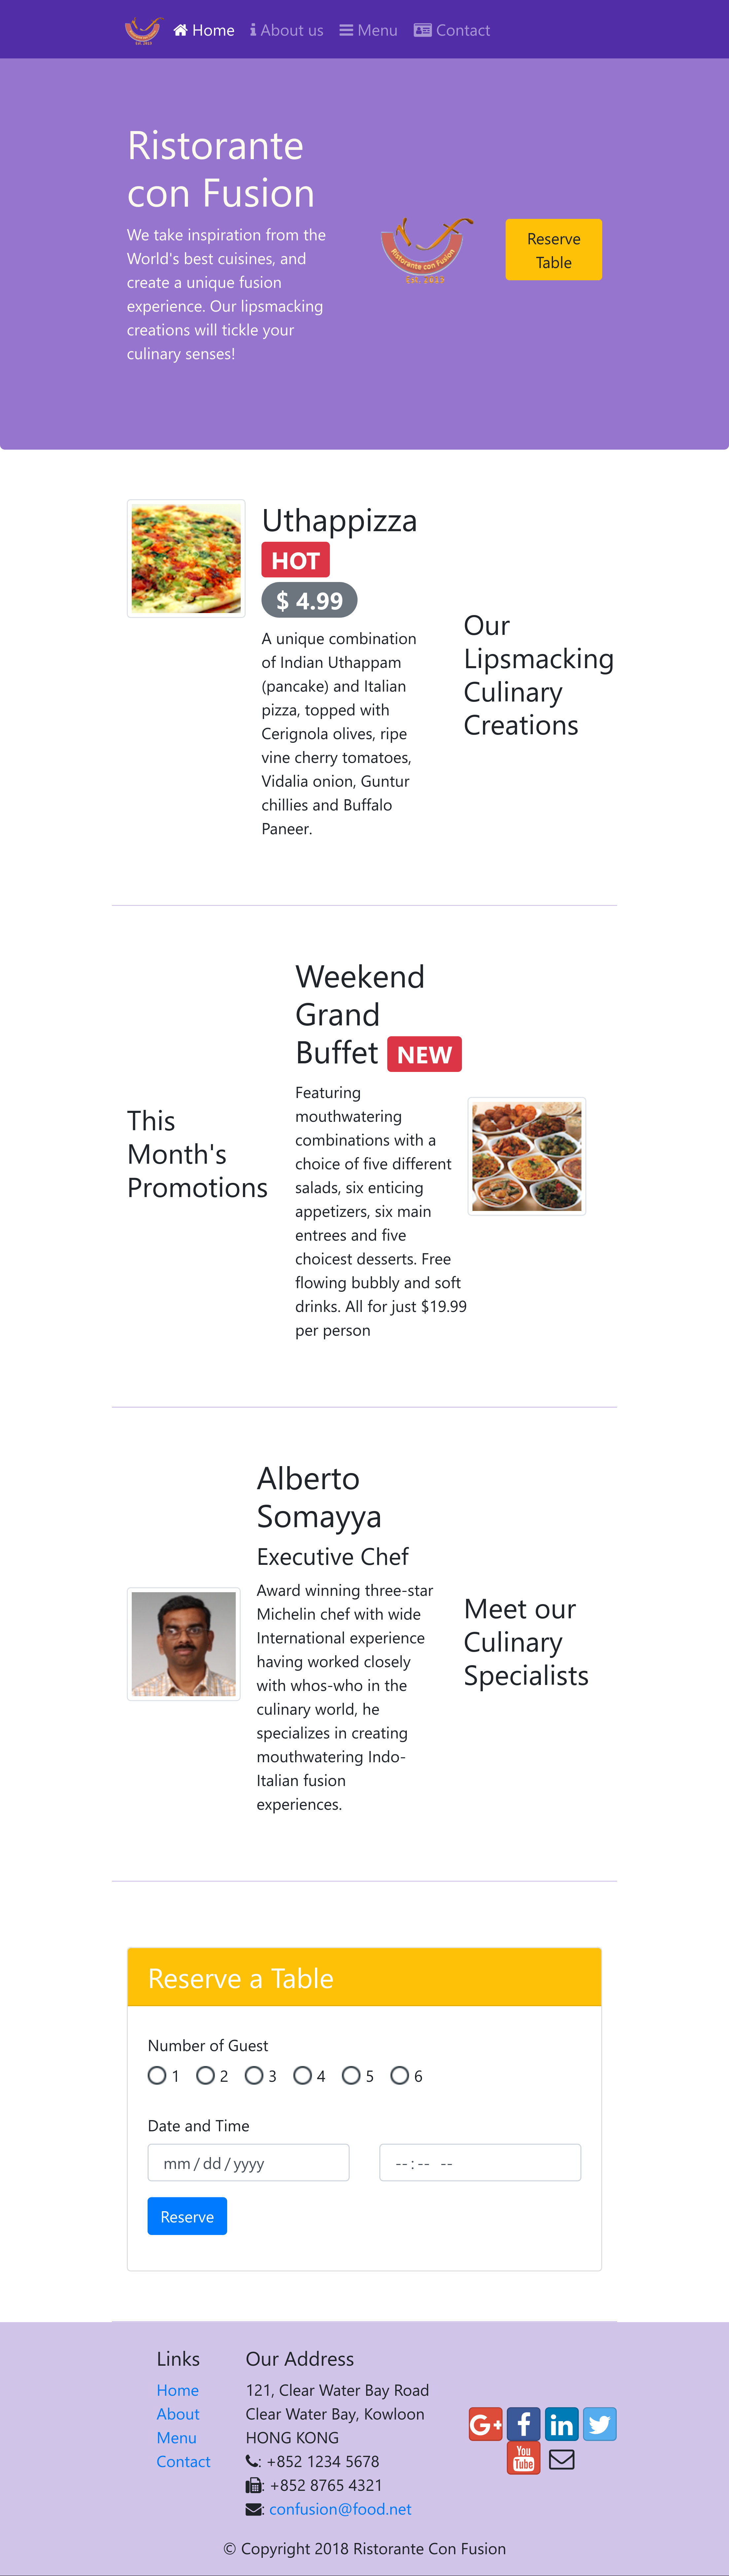 Home About us Menu Contact
Ristorante
con Fusion
We take inspiration from the
World's best cuisines, and
create a unique fusion
experience. Our lipsmacking
creations will tickle your
culinary senses!
Ristorante con Fusion
Est. 2013
Reserve
Table
Uthappizza
HOT
$ 4.99
A unique combination
of Indian Uthappam
(pancake) and Italian
pizza, topped with
Cerignola olives, ripe
vine cherry tomatoes,
Vidalia onion, Guntur
chillies and Buffalo
Paneer.
Our
Lipsmacking
Culinary
Creations
This
Month's
Promotions
Weekend
Grand
Buffet NEW
Featuring
mouthwatering
combinations with a
choice of five different
salads, six enticing
appetizers, six main
entrees and five
choicest desserts. Free
flowing bubbly and soft
drinks. All for just $19.99
per person
Alberto
Somayya
Executive Chef
Award winning three-star
Michelin chef with wide
International experience
having worked closely
with whos-who in the
culinary world, he
specializes in creating
mouthwatering Indo-
Italian fusion
experiences.
Meet our
Culinary
Specialists
Reserve a Table
Number of Guest
1 2 3 4 5 6
Date and Time
mm/dd/yyyy --:-- --
Reserve
Links
Home
About
Menu
Contact
Our Address
121, Clear Water Bay Road
Clear Water Bay, Kowloon
HONG KONG
: +852 1234 5678
: +852 8765 4321
: confusion@food.net
G+ f in
You
Tube
© Copyright 2018 Ristorante Con Fusion